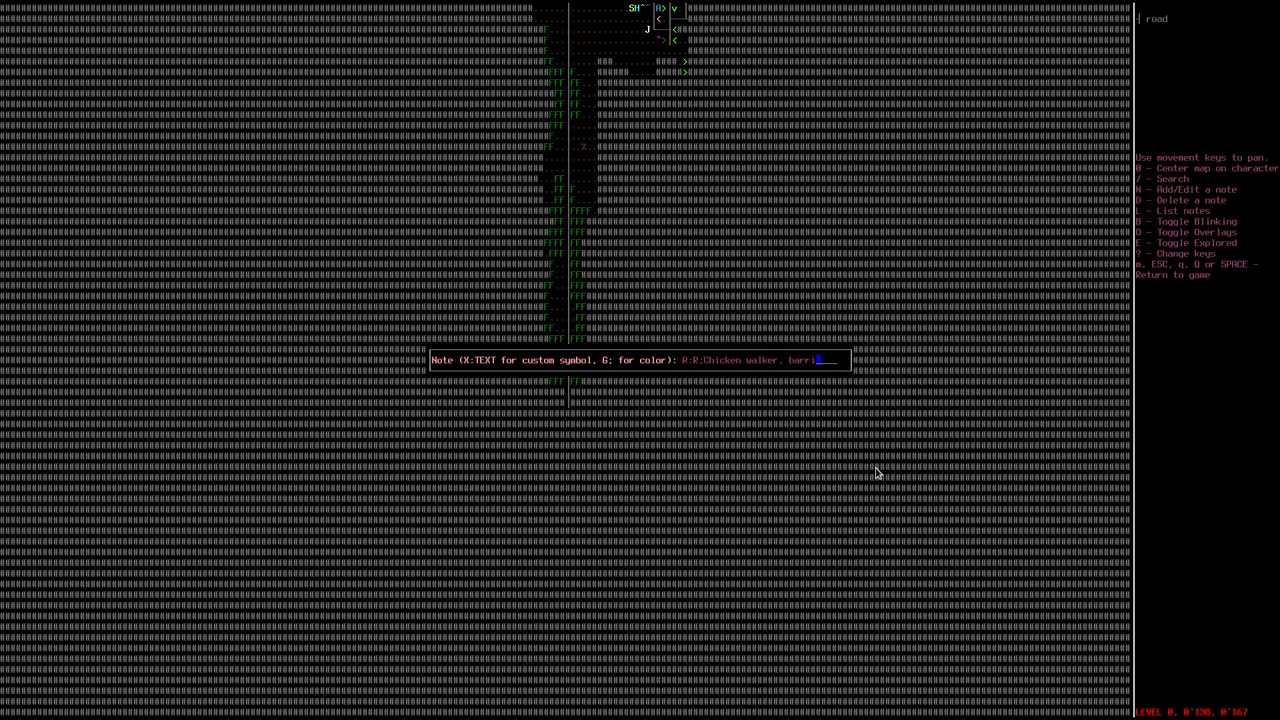 road
Use movement keys to pan.
0 - Center map on character
/ - Search
N - Add/Edit a note
D - Delete a note
L - List notes
B - Toggle Blinking
O - Toggle Overlays
E - Toggle Explored
? - Change keys
m, ESC, q, Q or SPACE -
Return to game
Note (X:TEXT for custom symbol, G; for color): R:R;Chicken walker, barri
LEVEL 0, 0'138, 0'167